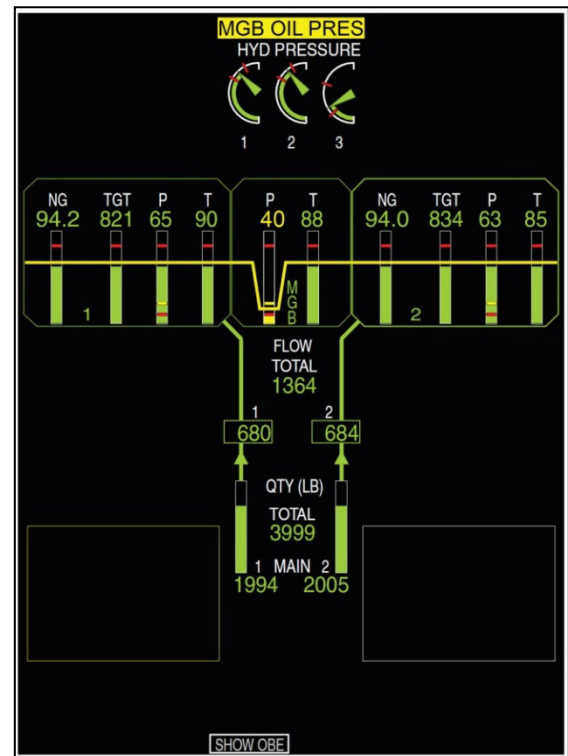 MGB OIL PRES
HYD PRESSURE
1 2 3
NG TGT P T P T NG TGT P T
94.2 821 65 90 40 88 94.0 834 63 85
MGB
1 2
FLOW
TOTAL
1364
1 2
680 684
QTY (LB)
TOTAL
3999
1 MAIN 2
1994 2005
SHOW OBE